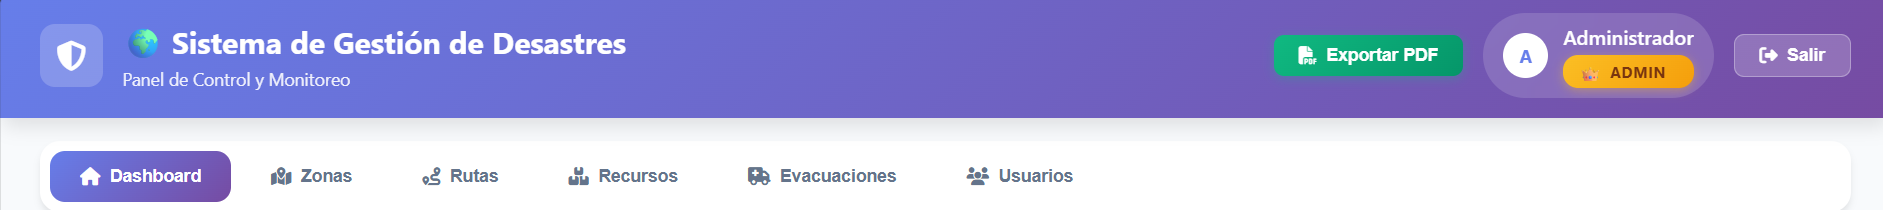 Sistema de Gestión de Desastres
Panel de Control y Monitoreo
PDF Exportar PDF
A
Administrador
ADMIN
Salir
Dashboard
Zonas
Rutas
Recursos
Evacuaciones
Usuarios